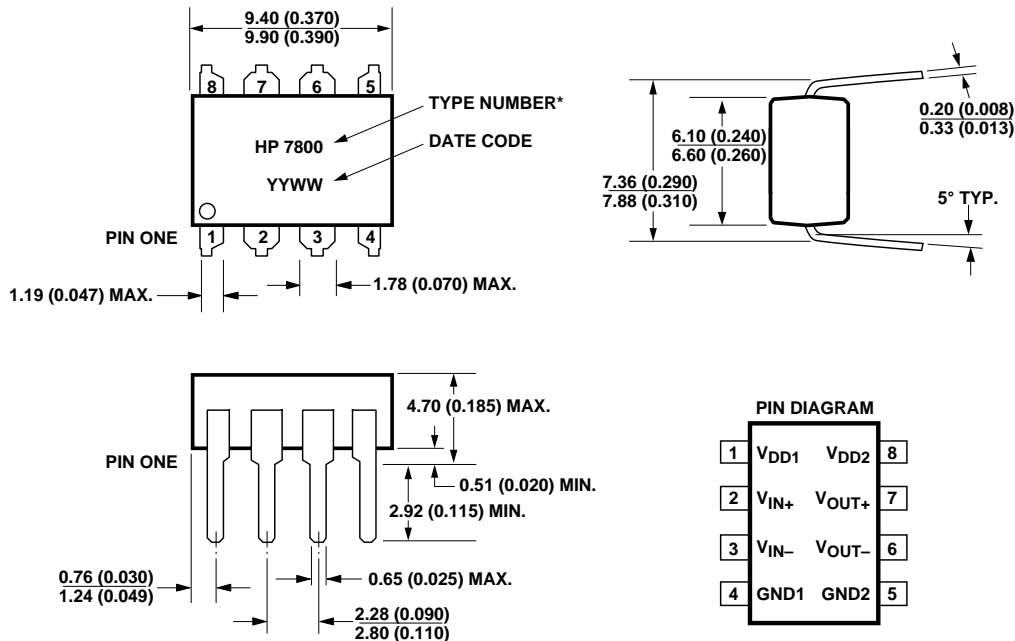 9.40 (0.370)
9.90 (0.390)
8 7 6 5
TYPE NUMBER*
HP 7800
DATE CODE
YYWW
PIN ONE
1 2 3 4
1.19 (0.047) MAX.
1.78 (0.070) MAX.
0.20 (0.008)
0.33 (0.013)
6.10 (0.240)
6.60 (0.260)
7.36 (0.290)
7.88 (0.310)
5° TYP.
4.70 (0.185) MAX.
PIN ONE
0.51 (0.020) MIN.
2.92 (0.115) MIN.
0.76 (0.030)
1.24 (0.049)
0.65 (0.025) MAX.
2.28 (0.090)
2.80 (0.110)
PIN DIAGRAM
1 VDD1 VDD2 8
2 VIN+ VOUT+ 7
3 VIN– VOUT– 6
4 GND1 GND2 5